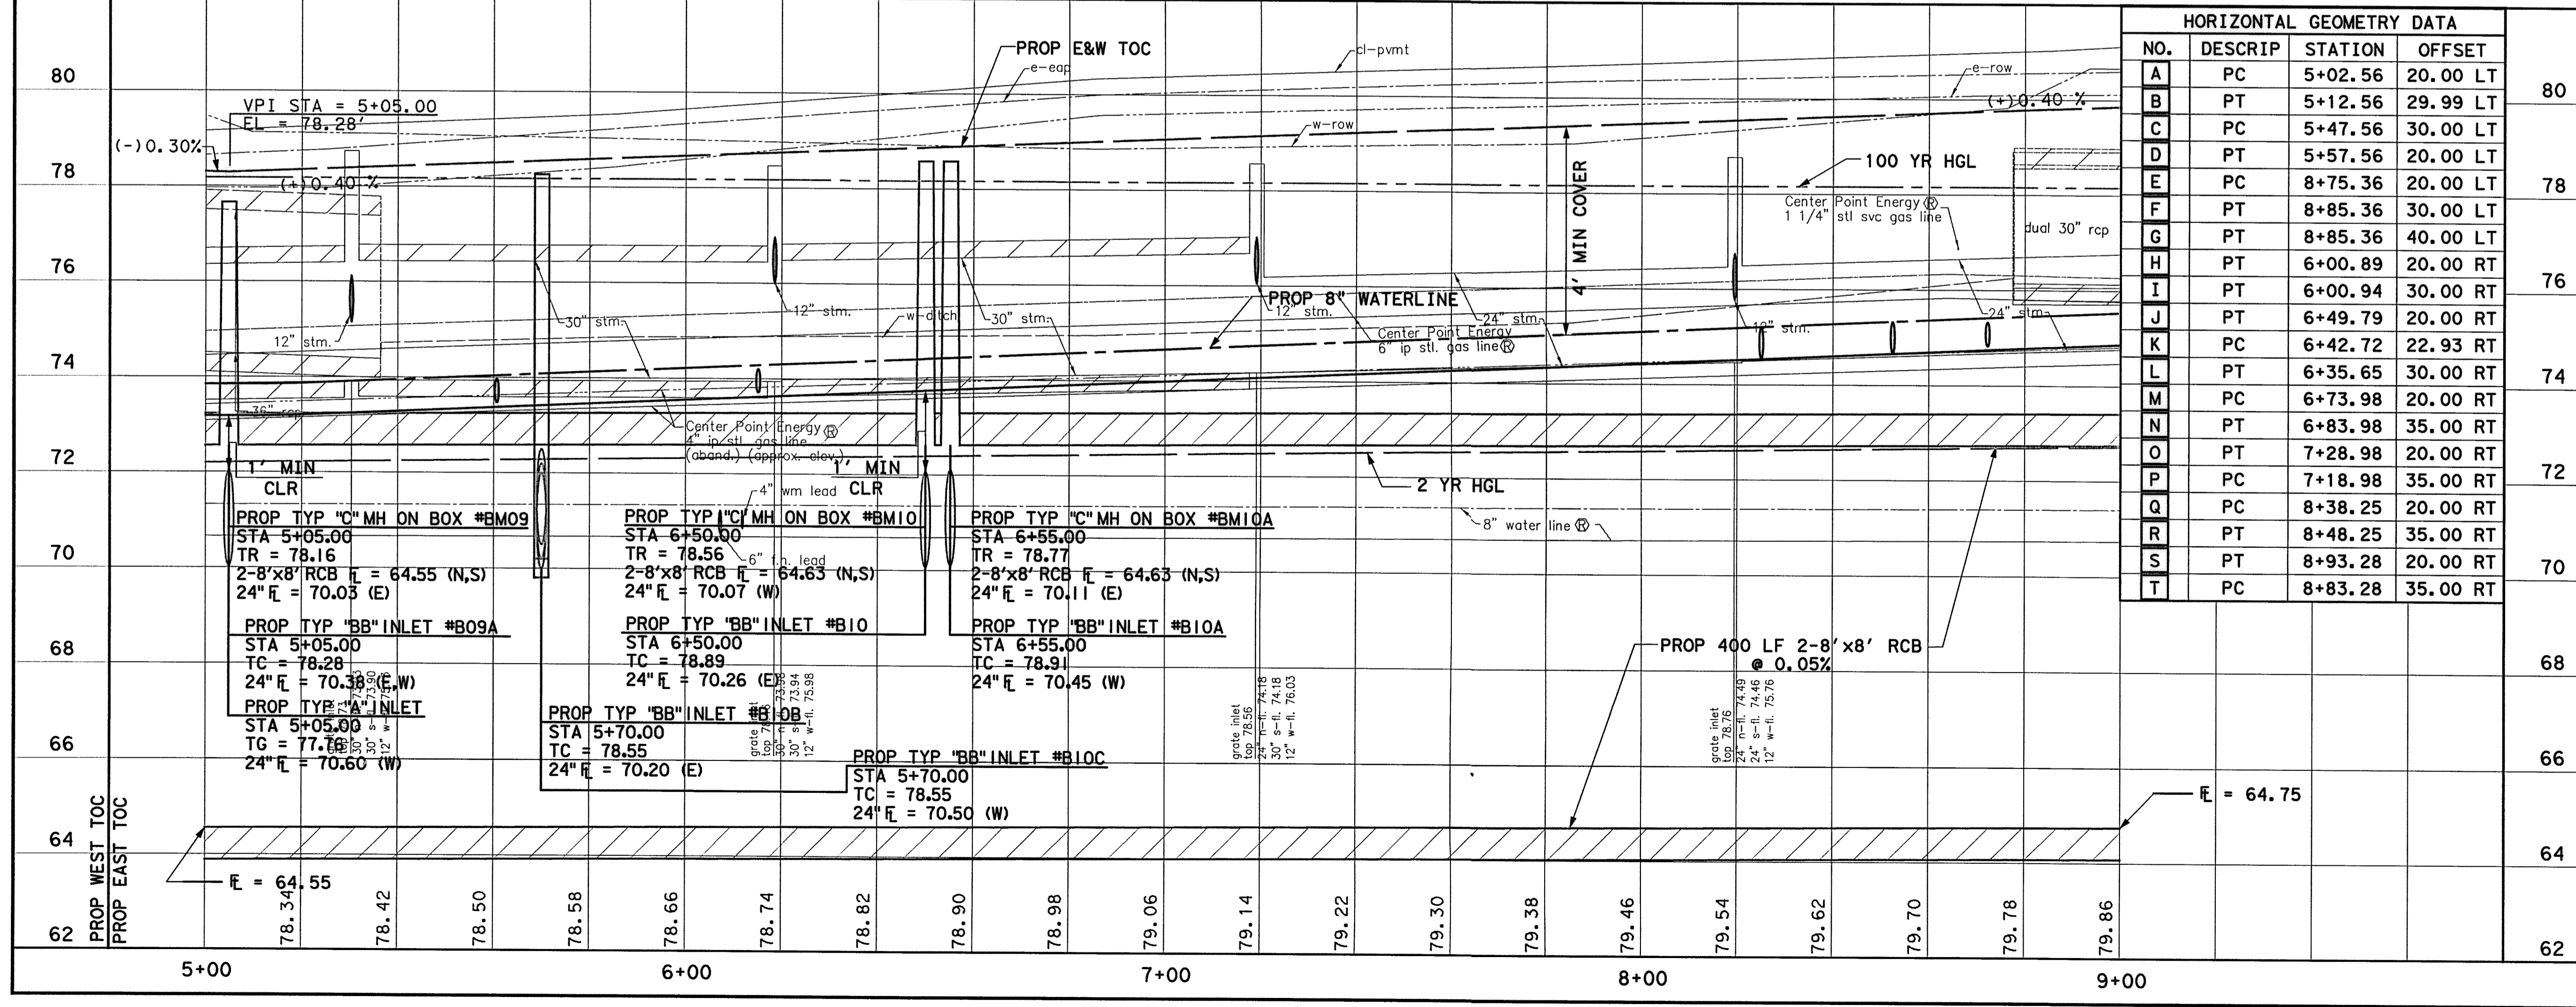 HORIZONTAL GEOMETRY DATA
NO. DESCRIP STATION OFFSET
A PC 5+02.56 20.00 LT
B PT 5+12.56 29.99 LT
C PC 5+47.56 30.00 LT
D PT 5+57.56 20.00 LT
E PC 8+75.36 20.00 LT
F PT 8+85.36 30.00 LT
G PT 8+85.36 40.00 LT
H PT 6+00.89 20.00 RT
I PT 6+00.94 30.00 RT
J PT 6+49.79 20.00 RT
K PC 6+42.72 22.93 RT
L PT 6+35.65 30.00 RT
M PC 6+73.98 20.00 RT
N PT 6+83.98 35.00 RT
O PT 7+28.98 20.00 RT
P PC 7+18.98 35.00 RT
Q PC 8+38.25 20.00 RT
R PT 8+48.25 35.00 RT
S PT 8+93.28 20.00 RT
T PC 8+83.28 35.00 RT
80
78
76
74
72
70
68
66
64
62
80
78
76
74
72
70
68
66
64
62
PROP E&W TOC
e-eap
cl-pvmt
e-row
w-row
VPI STA = 5+05.00
EL = 78.28'
(-)0.30%
(+)0.40 %
(+)0.40 %
100 YR HGL
4' MIN COVER
Center Point Energy Ⓡ
1 1/4" stl svc gas line
dual 30" rcp
PROP 8" WATERLINE
12" stm.
12" stm.
12" stm.
12" stm.
30" stm.
30" stm.
w-ditch
24" stm.
24" stm.
Center Point Energy
6" ip stl. gas line Ⓡ
36" rcp
Center Point Energy Ⓡ
4" ip stl. gas line
(aband.) (approx. elev.)
1' MIN
CLR
1' MIN
CLR
2 YR HGL
4" wm lead
6" f.h. lead
8" water line Ⓡ
PROP TYP "C" MH ON BOX #BM09
STA 5+05.00
TR = 78.16
2-8'x8' RCB FL = 64.55 (N,S)
24" FL = 70.03 (E)
PROP TYP "BB" INLET #B09A
STA 5+05.00
TC = 78.28
24" FL = 70.38 (E,W)
PROP TYP "A" INLET
STA 5+05.00
TG = 77.76
24" FL = 70.60 (W)
PROP TYP "C" MH ON BOX #BM10
STA 6+50.00
TR = 78.56
2-8'x8' RCB FL = 64.63 (N,S)
24" FL = 70.07 (W)
PROP TYP "BB" INLET #B10
STA 6+50.00
TC = 78.89
24" FL = 70.26 (E)
PROP TYP "C" MH ON BOX #BM10A
STA 6+55.00
TR = 78.77
2-8'x8' RCB FL = 64.63 (N,S)
24" FL = 70.11 (E)
PROP TYP "BB" INLET #B10A
STA 6+55.00
TC = 78.91
24" FL = 70.45 (W)
PROP TYP "BB" INLET #B10B
STA 5+70.00
TC = 78.55
24" FL = 70.20 (E)
PROP TYP "BB" INLET #B10C
STA 5+70.00
TC = 78.55
24" FL = 70.50 (W)
30" s-fl. 73.90
12" w-fl.
grate inlet
30" s-fl. 73.94
12" w-fl. 75.98
grate inlet
top 78.56
24" n-fl. 74.18
30" s-fl. 74.18
12" w-fl. 76.03
grate inlet
top 78.76
24" n-fl. 74.49
24" s-fl. 74.46
12" w-fl. 75.76
PROP 400 LF 2-8'x8' RCB
@ 0.05%
FL = 64.75
FL = 64.55
PROP WEST TOC
PROP EAST TOC
78.34
78.42
78.50
78.58
78.66
78.74
78.82
78.90
78.98
79.06
79.14
79.22
79.30
79.38
79.46
79.54
79.62
79.70
79.78
79.86
5+00
6+00
7+00
8+00
9+00